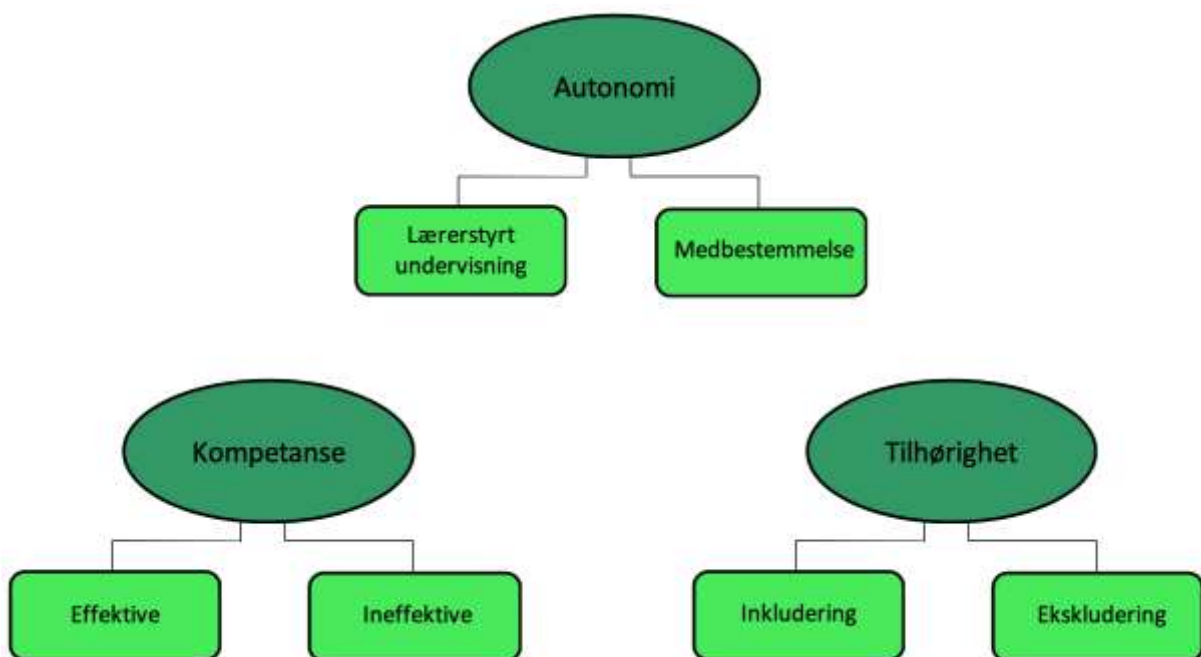 Autonomi
Lærerstyrt
undervisning
Medbestemmelse
Kompetanse
Tilhørighet
Effektive
Ineffektive
Inkludering
Ekskludering